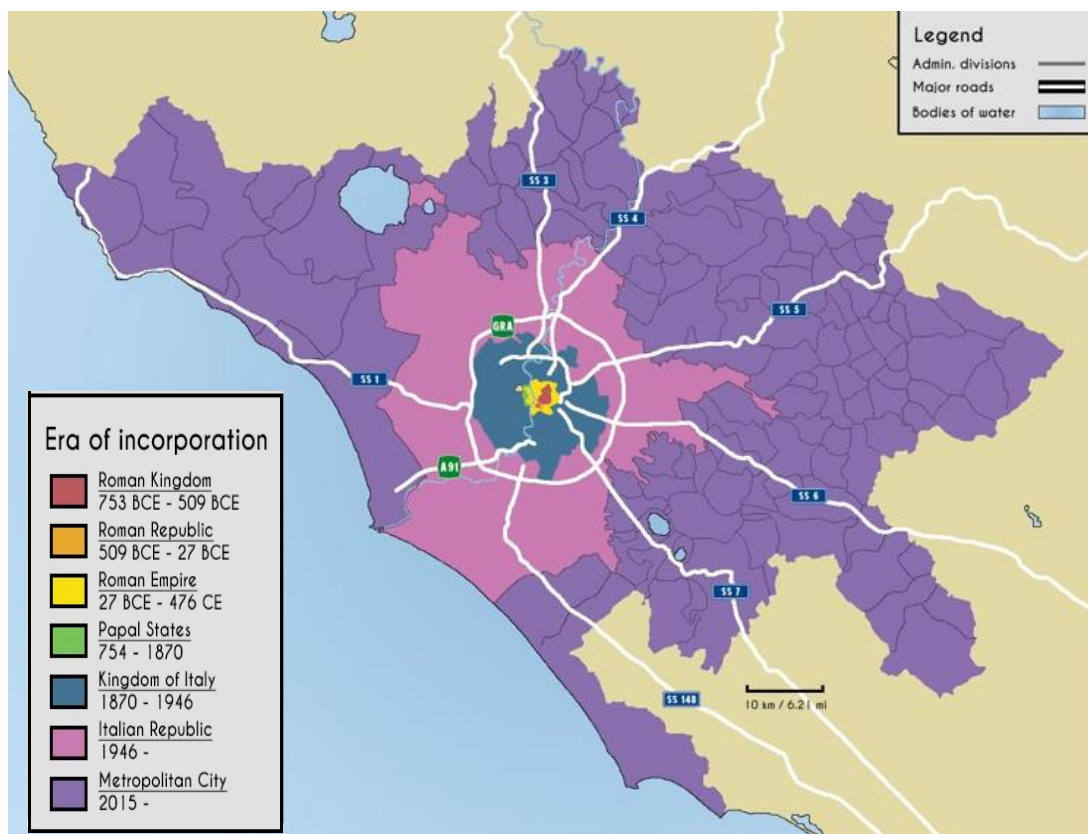 Legend
Admin. divisions
Major roads
Bodies of water
SS 3
SS 4
SS 5
GRA
SS 1
A91
SS 6
SS 7
SS 148
10 km / 6.21 mi
Era of incorporation
Roman Kingdom
753 BCE - 509 BCE
Roman Republic
509 BCE - 27 BCE
Roman Empire
27 BCE - 476 CE
Papal States
754 - 1870
Kingdom of Italy
1870 - 1946
Italian Republic
1946 -
Metropolitan City
2015 -